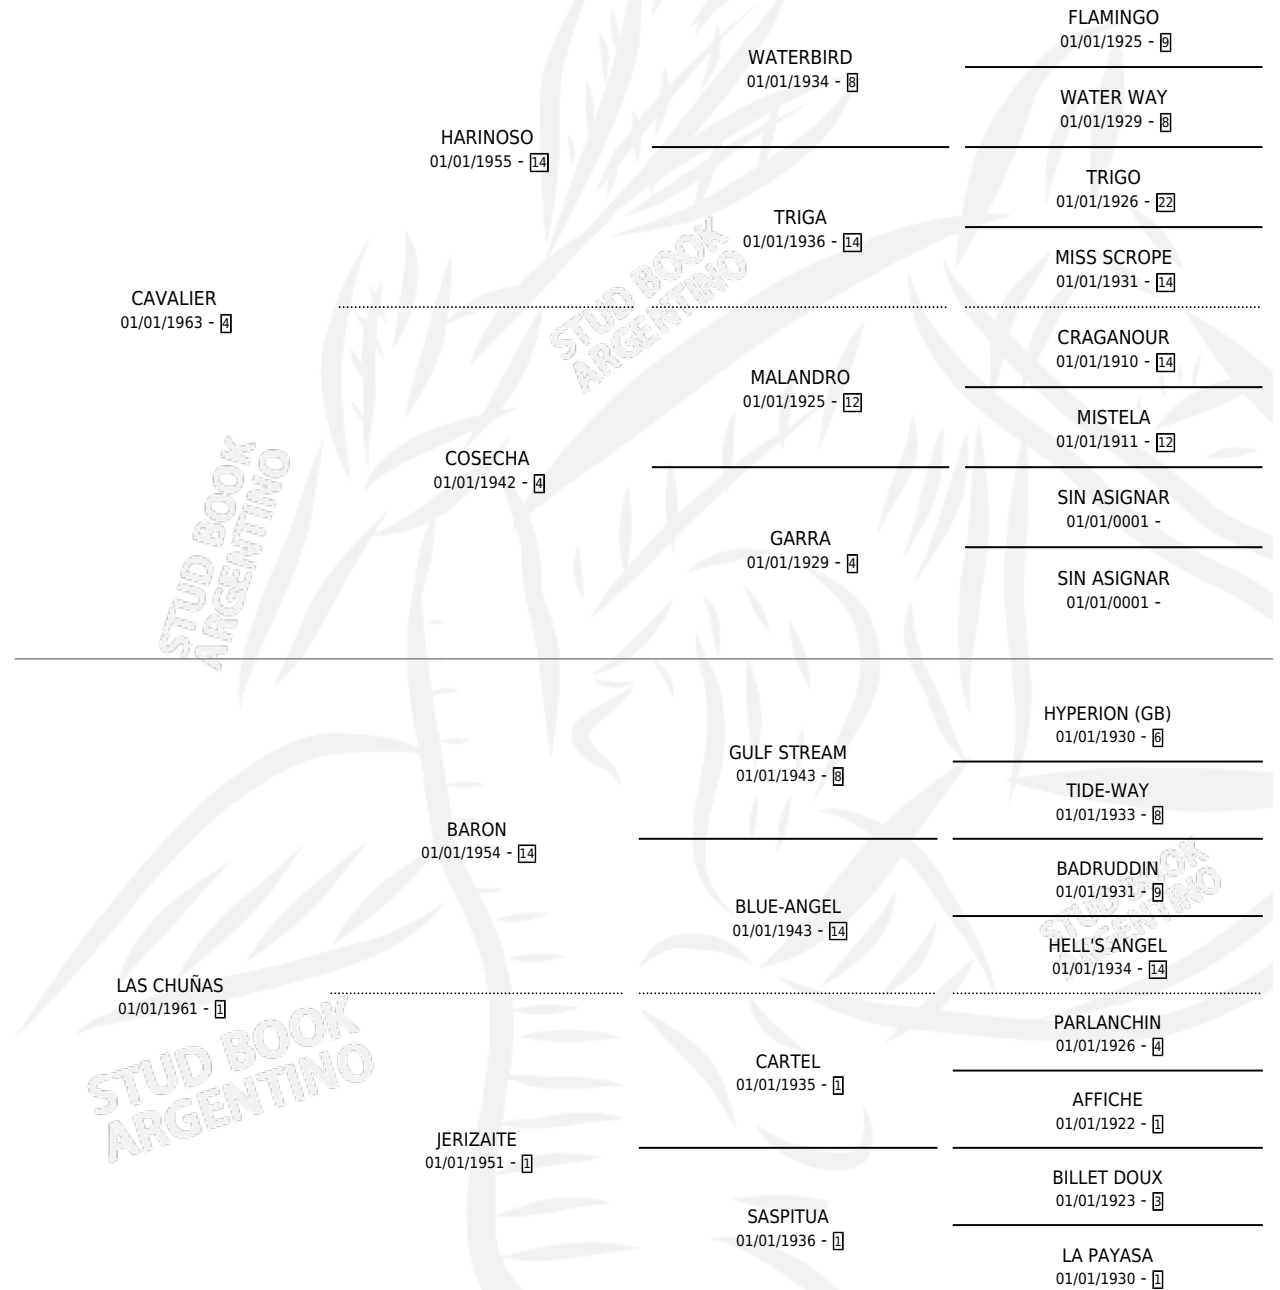 FLAMINGO
01/01/1925 - 9
WATERBIRD
01/01/1934 - 8
WATER WAY
01/01/1929 - 8
HARINOSO
01/01/1955 - 14
TRIGO
01/01/1926 - 22
TRIGA
01/01/1936 - 14
MISS SCROPE
01/01/1931 - 14
CAVALIER
01/01/1963 - 4
CRAGANOUR
01/01/1910 - 14
MALANDRO
01/01/1925 - 12
MISTELA
01/01/1911 - 12
COSECHA
01/01/1942 - 4
SIN ASIGNAR
01/01/0001 -
GARRA
01/01/1929 - 4
SIN ASIGNAR
01/01/0001 -
HYPERION (GB)
01/01/1930 - 6
GULF STREAM
01/01/1943 - 8
TIDE-WAY
01/01/1933 - 8
BARON
01/01/1954 - 14
BADRUDDIN
01/01/1931 - 9
BLUE-ANGEL
01/01/1943 - 14
HELL'S ANGEL
01/01/1934 - 14
LAS CHUÑAS
01/01/1961 - 1
PARLANCHIN
01/01/1926 - 4
CARTEL
01/01/1935 - 1
AFFICHE
01/01/1922 - 1
JERIZAITE
01/01/1951 - 1
BILLET DOUX
01/01/1923 - 3
SASPITUA
01/01/1936 - 1
LA PAYASA
01/01/1930 - 1
STUD BOOK
ARGENTINO
STUD BOOK
ARGENTINO
STUD BOOK
ARGENTINO
STUD BOOK
ARGENTINO